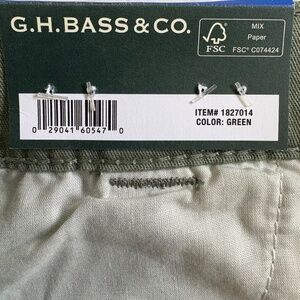 G.H. BASS & CO.
FSC
MIX
Paper
FSC® C074424
ITEM# 1827014
COLOR: GREEN
0 29041 60547 0